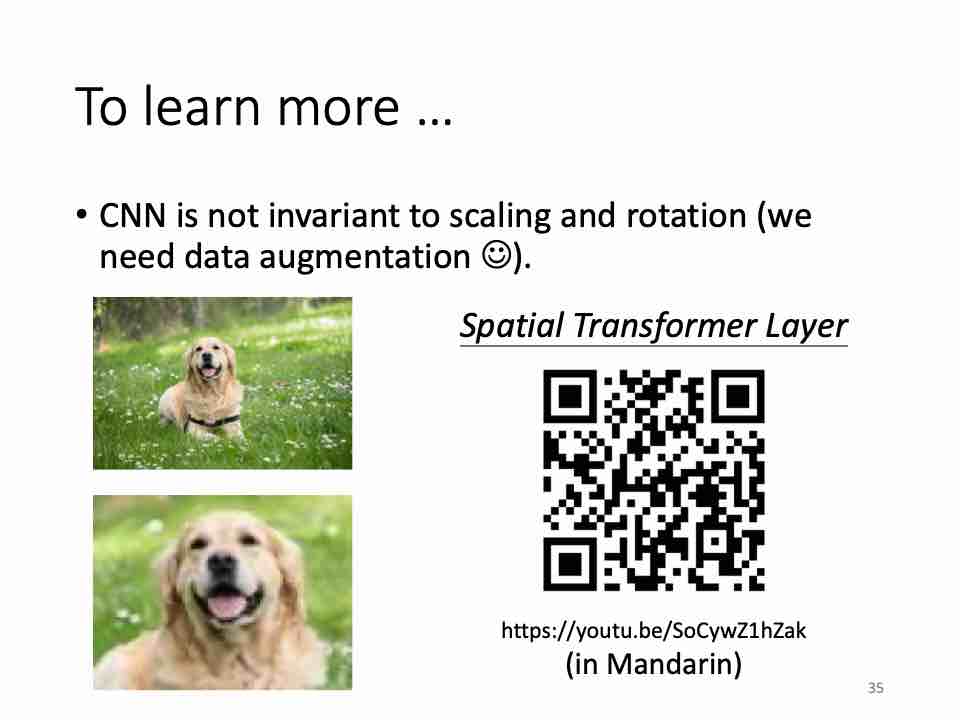 To learn more …
• CNN is not invariant to scaling and rotation (we
need data augmentation ☺).
Spatial Transformer Layer
https://youtu.be/SoCywZ1hZak
(in Mandarin)
35